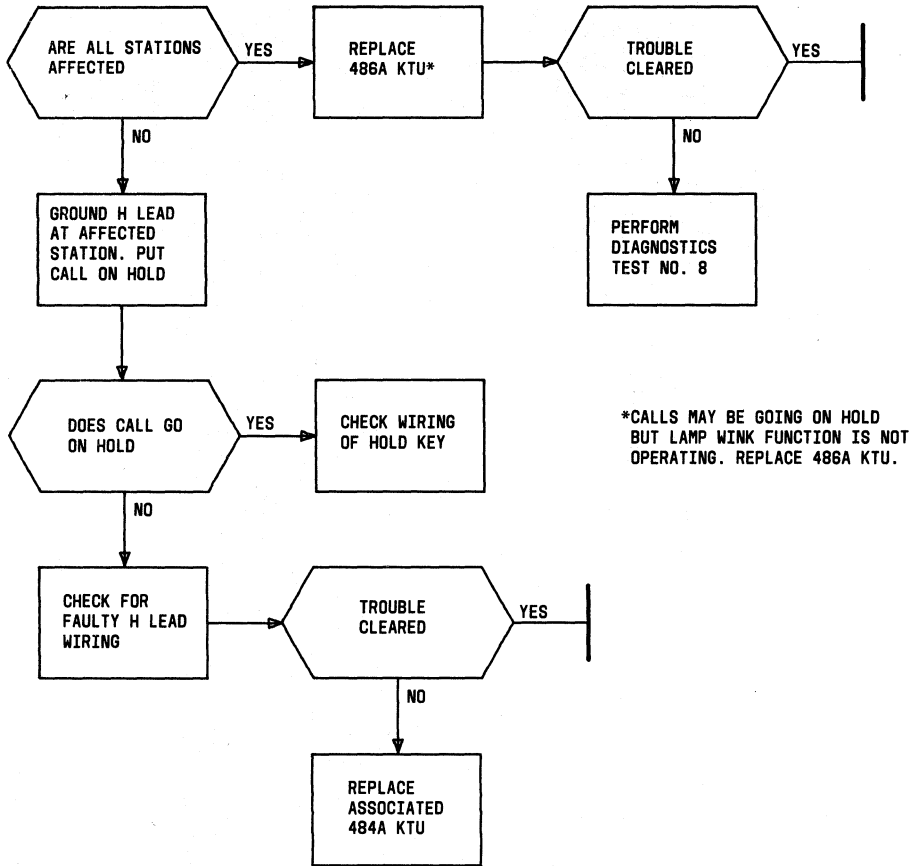 ARE ALL STATIONS
AFFECTED
YES
REPLACE
486A KTU*
TROUBLE
CLEARED
YES
NO
NO
GROUND H LEAD
AT AFFECTED
STATION. PUT
CALL ON HOLD
PERFORM
DIAGNOSTICS
TEST NO. 8
DOES CALL GO
ON HOLD
YES
CHECK WIRING
OF HOLD KEY
*CALLS MAY BE GOING ON HOLD
BUT LAMP WINK FUNCTION IS NOT
OPERATING. REPLACE 486A KTU.
NO
CHECK FOR
FAULTY H LEAD
WIRING
TROUBLE
CLEARED
YES
NO
REPLACE
ASSOCIATED
484A KTU